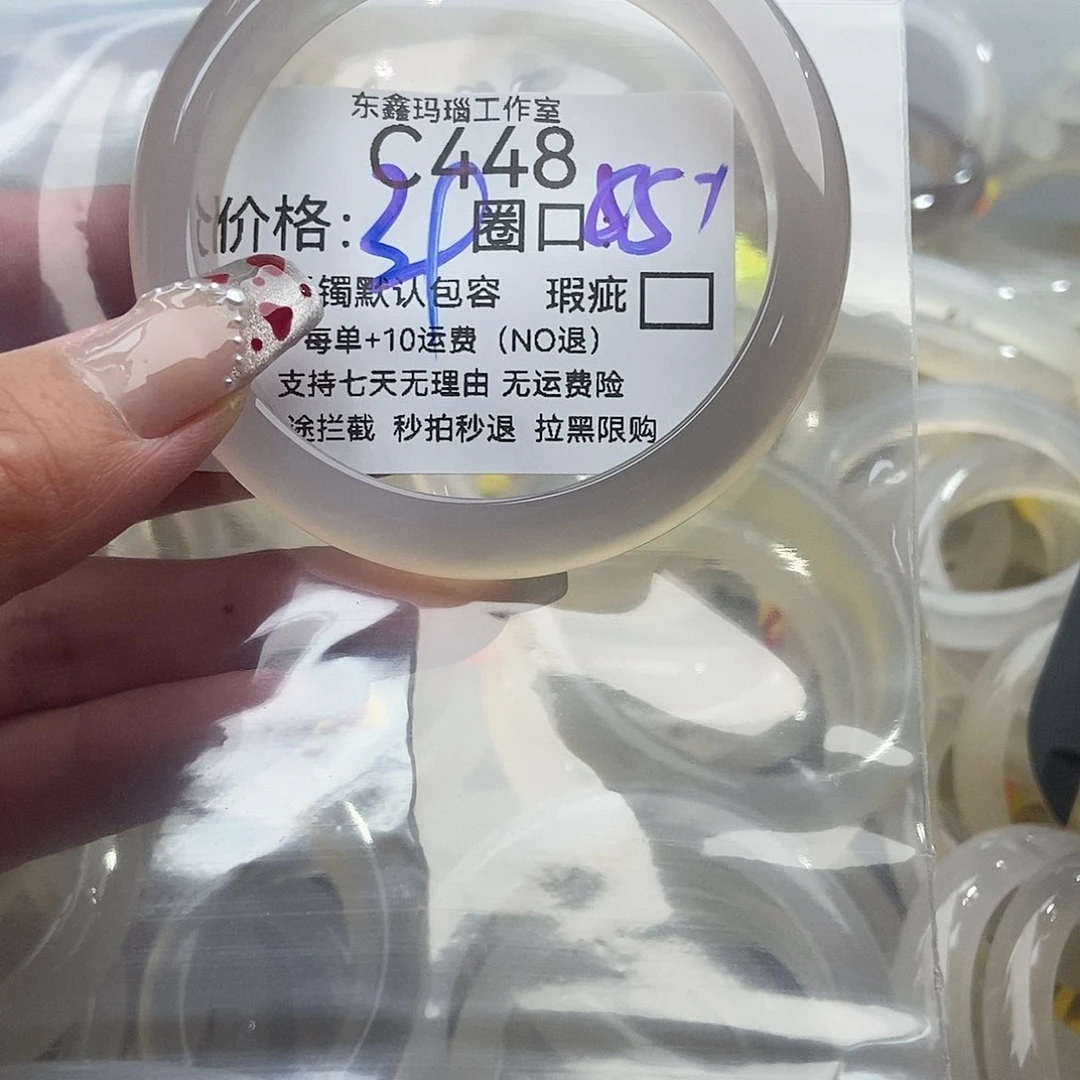 东鑫玛瑙工作室
C448
价格: 圈口: 55
镯默认包容 瑕疵
每单+10运费（NO退）
支持七天无理由 无运费险
途拦截 秒拍秒退 拉黑限购